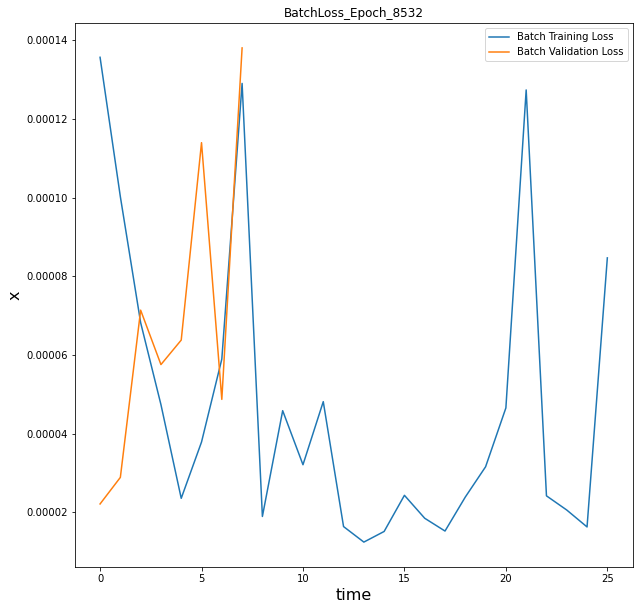 BatchLoss_Epoch_8532
Batch Training Loss
Batch Validation Loss
0.00014
0.00012
0.00010
0.00008
0.00006
0.00004
0.00002
x
0 5 10 15 20 25
time